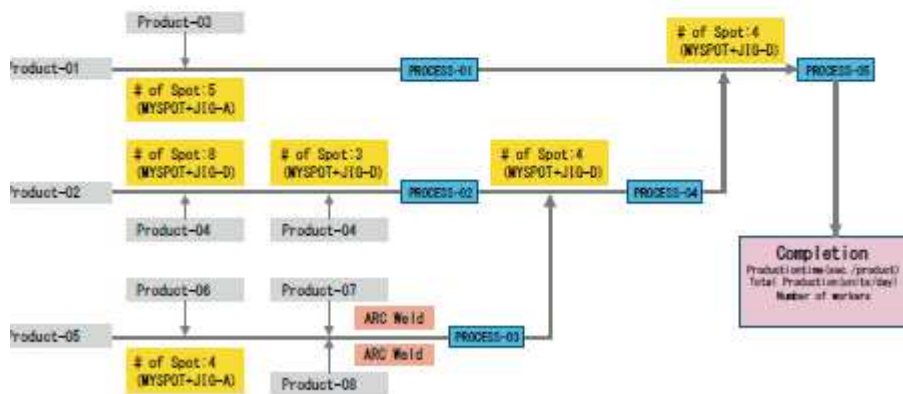 Product-03
# of Spot:4
(MYSPOT+JIG-D)
Product-01
PROCESS-01
PROCESS-05
# of Spot:5
(MYSPOT+JIG-A)
# of Spot:8
(MYSPOT+JIG-D)
# of Spot:3
(MYSPOT+JIG-D)
# of Spot:4
(MYSPOT+JIG-D)
Product-02
PROCESS-02
PROCESS-04
Product-04
Product-04
Completion
Productiontime(sec./product)
Total Production(units/day)
Number of workers
Product-06
Product-07
ARC Weld
Product-05
PROCESS-03
ARC Weld
# of Spot:4
(MYSPOT+JIG-A)
Product-08